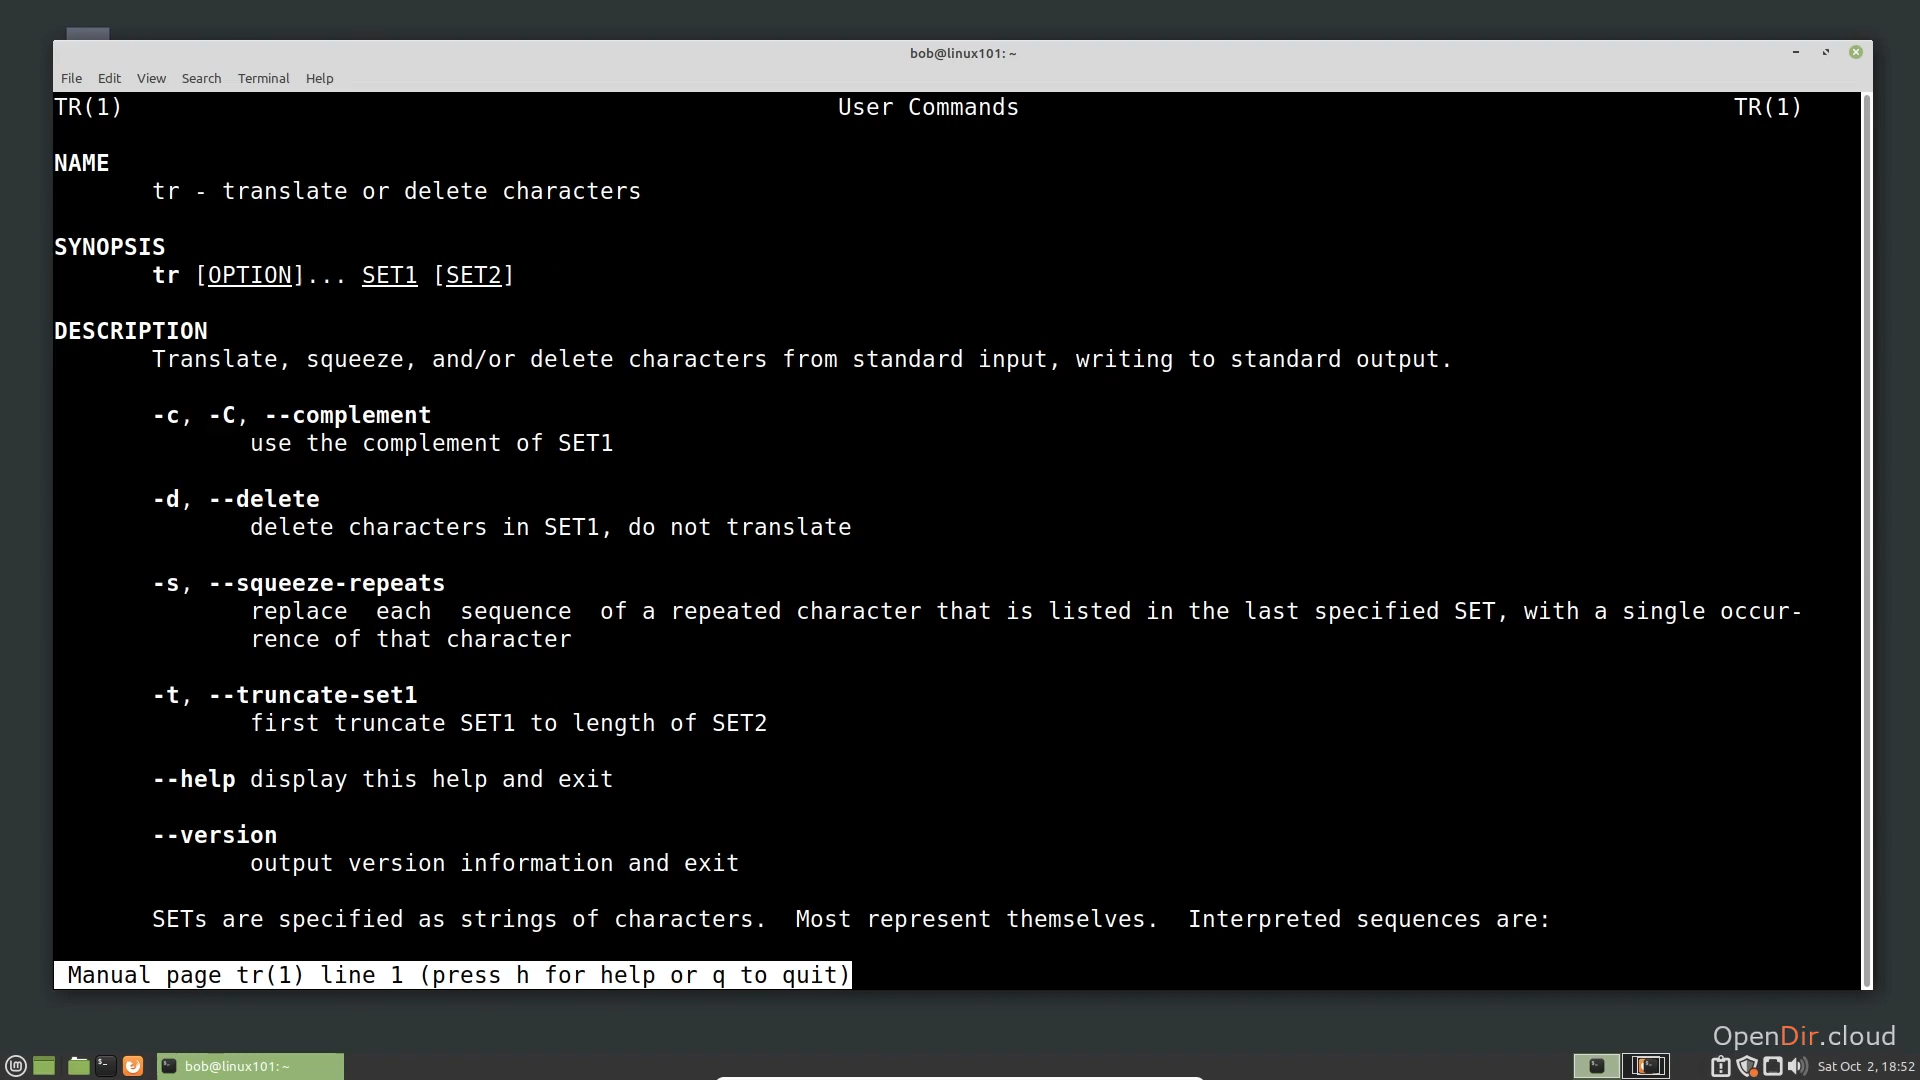 bob@linux101: ~
File Edit View Search Terminal Help
TR(1) User Commands TR(1)
NAME
tr - translate or delete characters
SYNOPSIS
tr [OPTION]... SET1 [SET2]
DESCRIPTION
Translate, squeeze, and/or delete characters from standard input, writing to standard output.
-c, -C, --complement
use the complement of SET1
-d, --delete
delete characters in SET1, do not translate
-s, --squeeze-repeats
replace each sequence of a repeated character that is listed in the last specified SET, with a single occur-
rence of that character
-t, --truncate-set1
first truncate SET1 to length of SET2
--help display this help and exit
--version
output version information and exit
SETs are specified as strings of characters. Most represent themselves. Interpreted sequences are:
Manual page tr(1) line 1 (press h for help or q to quit)
OpenDir.cloud
bob@linux101: ~
Sat Oct 2, 18:52